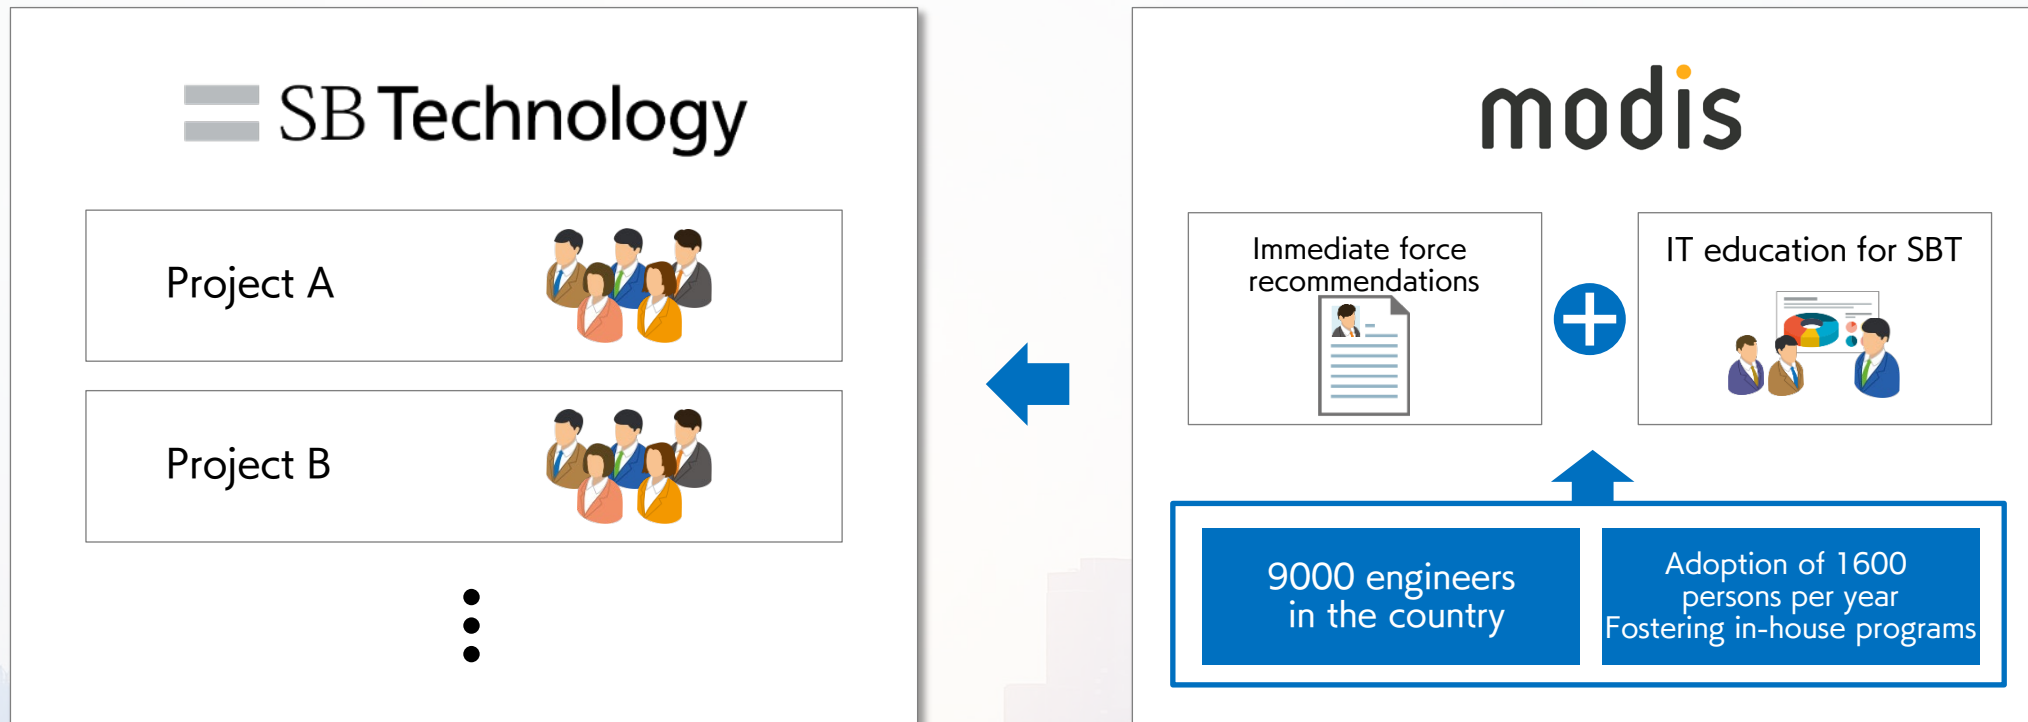 SB Technology
Project A
Project B
modis
Immediate force
recommendations
IT education for SBT
9000 engineers
in the country
Adoption of 1600
persons per year
Fostering in-house programs